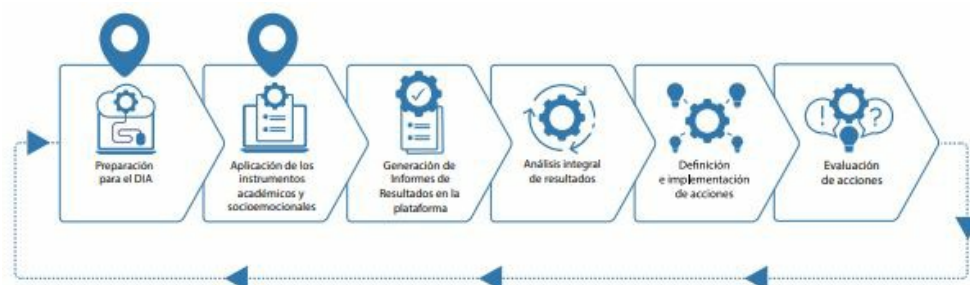 Preparación
para el DIA
Aplicación de los
instrumentos
académicos y
socioemocionales
Generación de
Informes de
Resultados en la
plataforma
Análisis integral
de resultados
Definición
e implementación
de acciones
Evaluación
de acciones